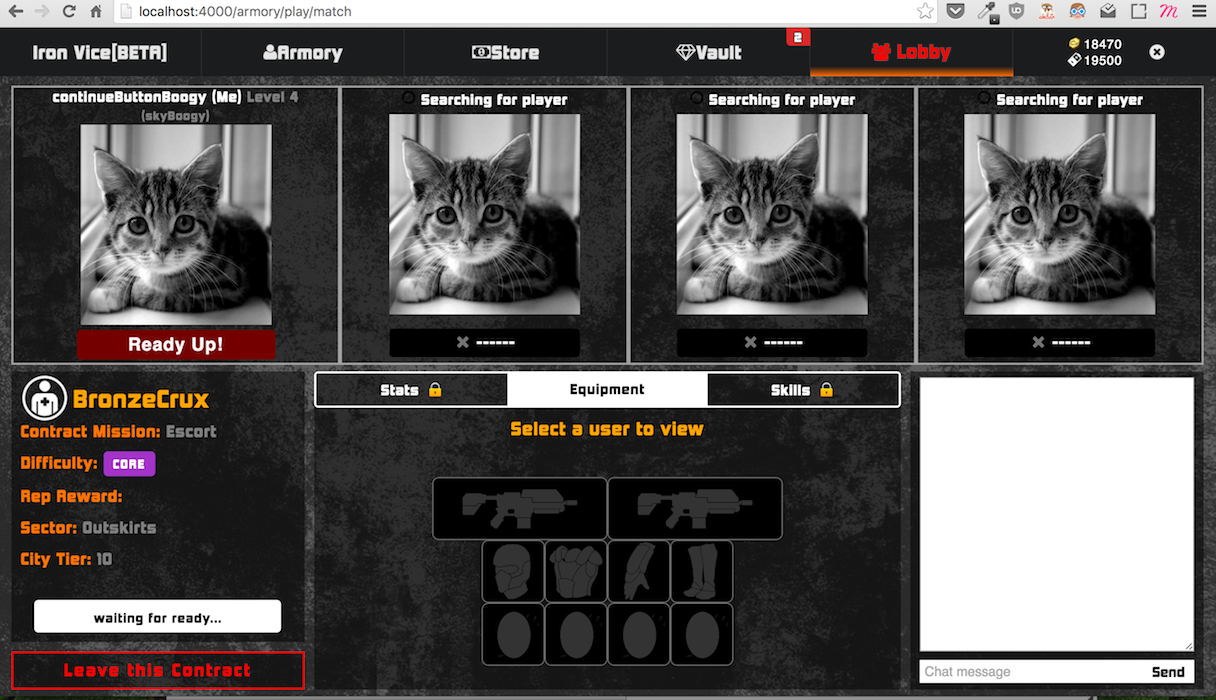 localhost:4000/armory/play/match
Iron Vice[BETA]
Armory
Store
Vault
2
Lobby
18470
19500
continueButtonBoogy (Me) Level 4
(skyBoogy)
Ready Up!
Searching for player
------
Searching for player
------
Searching for player
------
BronzeCrux
Contract Mission: Escort
Difficulty: CORE
Rep Reward:
Sector: Outskirts
City Tier: 10
waiting for ready...
Leave this Contract
Stats
Equipment
Skills
Select a user to view
Chat message
Send